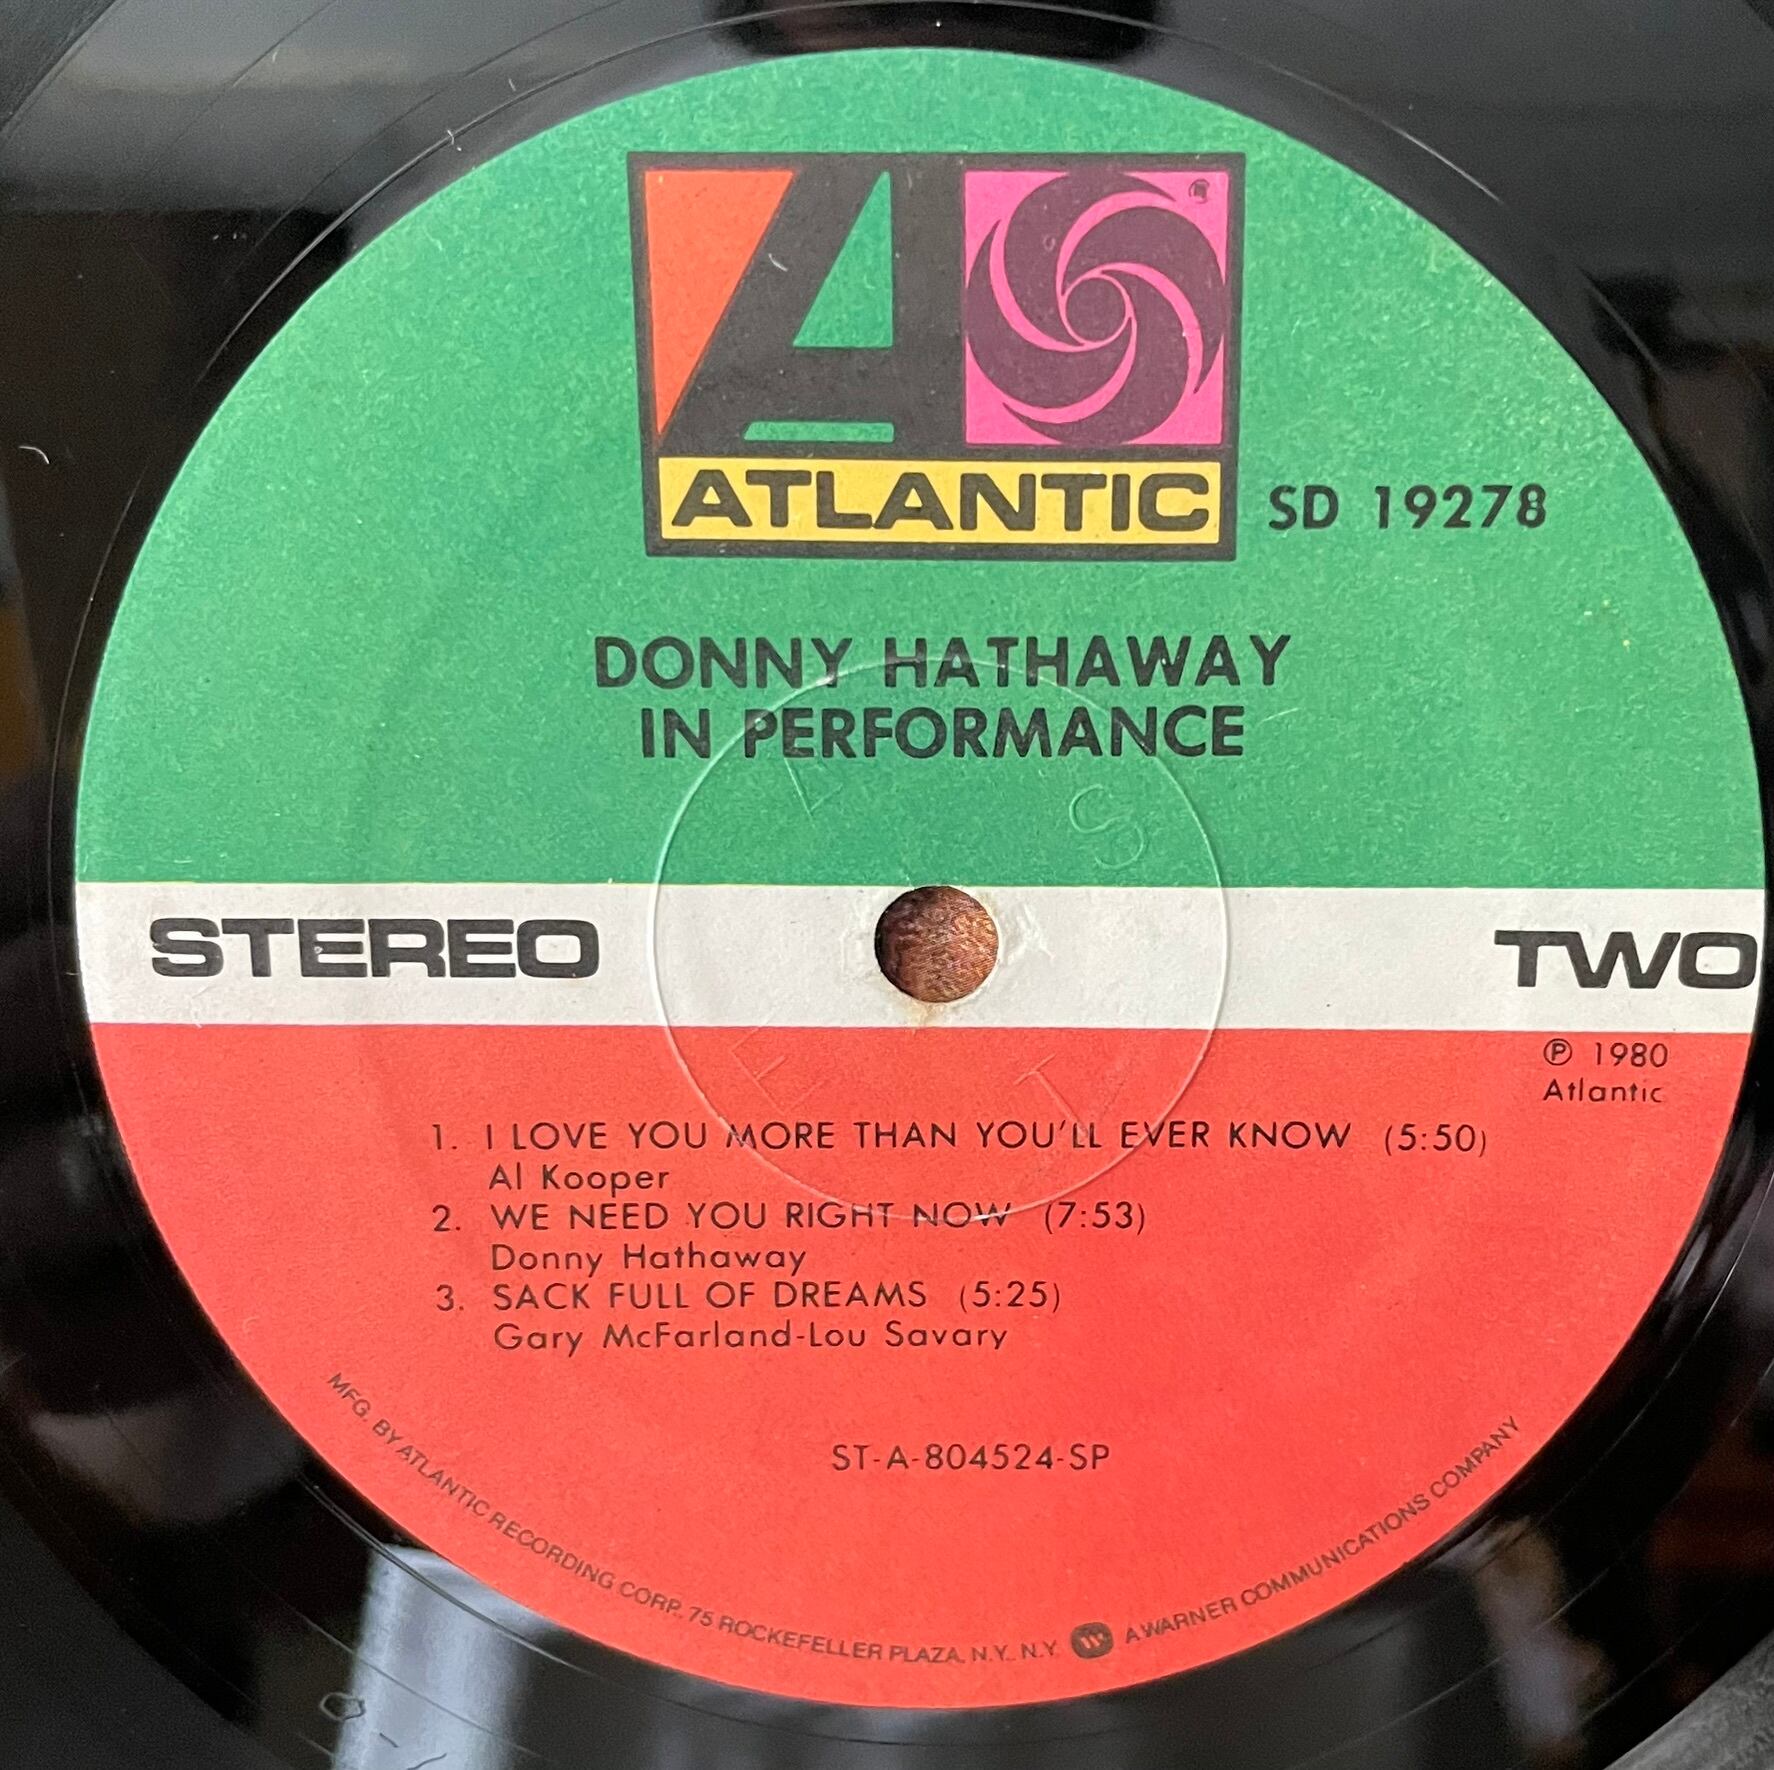 ATLANTIC
SD 19278
DONNY HATHAWAY
IN PERFORMANCE
STEREO
TWO
℗ 1980
Atlantic
1. I LOVE YOU MORE THAN YOU'LL EVER KNOW (5:50)
Al Kooper
2. WE NEED YOU RIGHT NOW (7:53)
Donny Hathaway
3. SACK FULL OF DREAMS (5:25)
Gary McFarland-Lou Savary
ST-A-804524-SP
MFG. BY ATLANTIC RECORDING CORP., 75 ROCKEFELLER PLAZA, N.Y., N.Y. A WARNER COMMUNICATIONS COMPANY